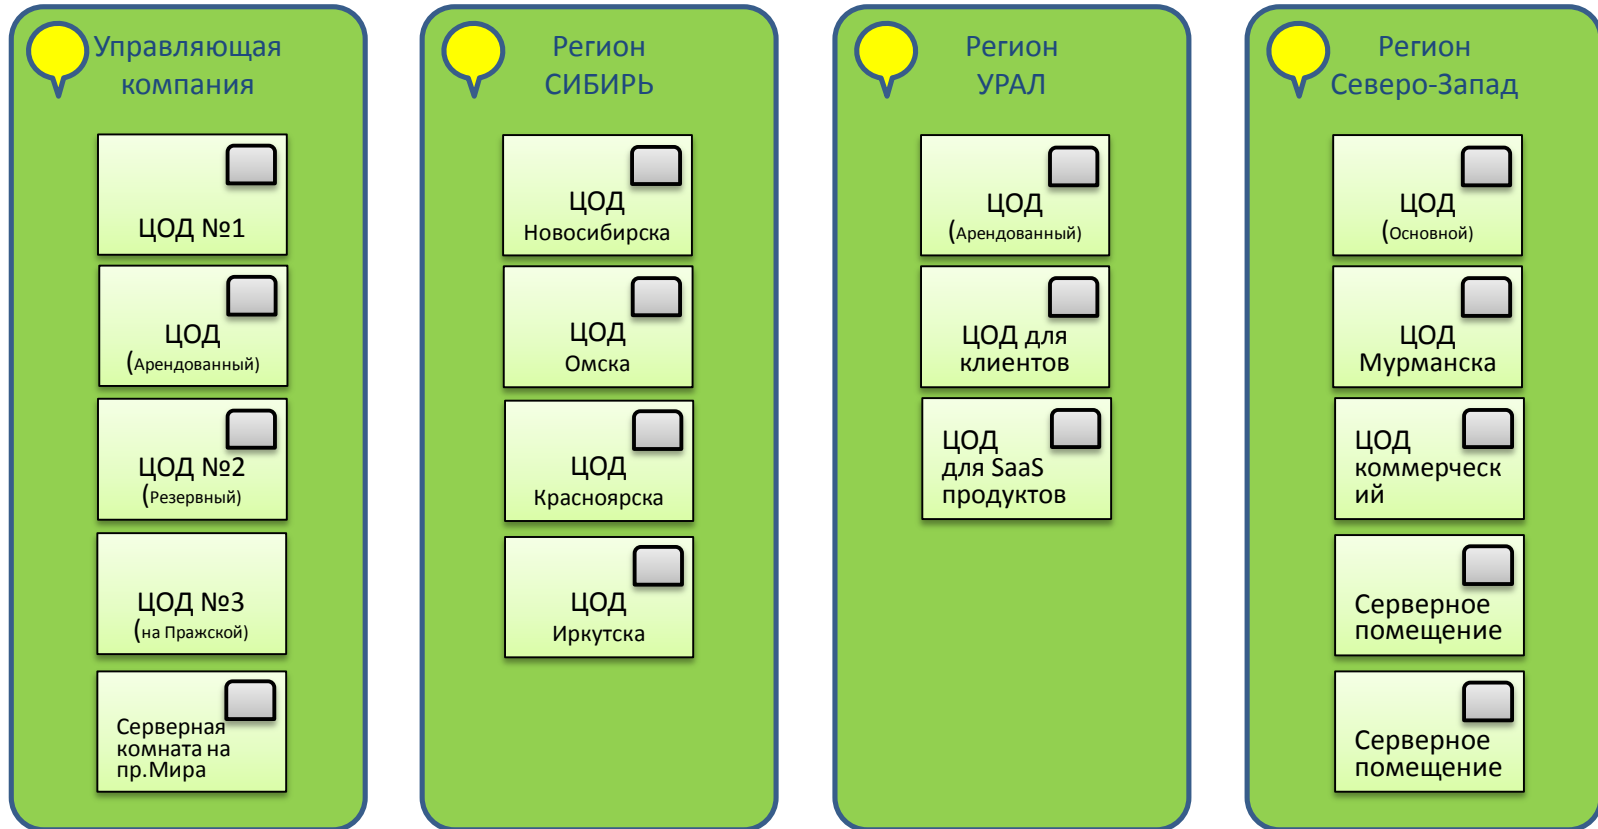 Управляющая
компания
ЦОД №1
ЦОД
(Арендованный)
ЦОД №2
(Резервный)
ЦОД №3
(на Пражской)
Серверная
комната на
пр.Мира
Регион
СИБИРЬ
ЦОД
Новосибирска
ЦОД
Омска
ЦОД
Красноярска
ЦОД
Иркутска
Регион
УРАЛ
ЦОД
(Арендованный)
ЦОД для
клиентов
ЦОД
для SaaS
продуктов
Регион
Северо-Запад
ЦОД
(Основной)
ЦОД
Мурманска
ЦОД
коммерческ
ий
Серверное
помещение
Серверное
помещение